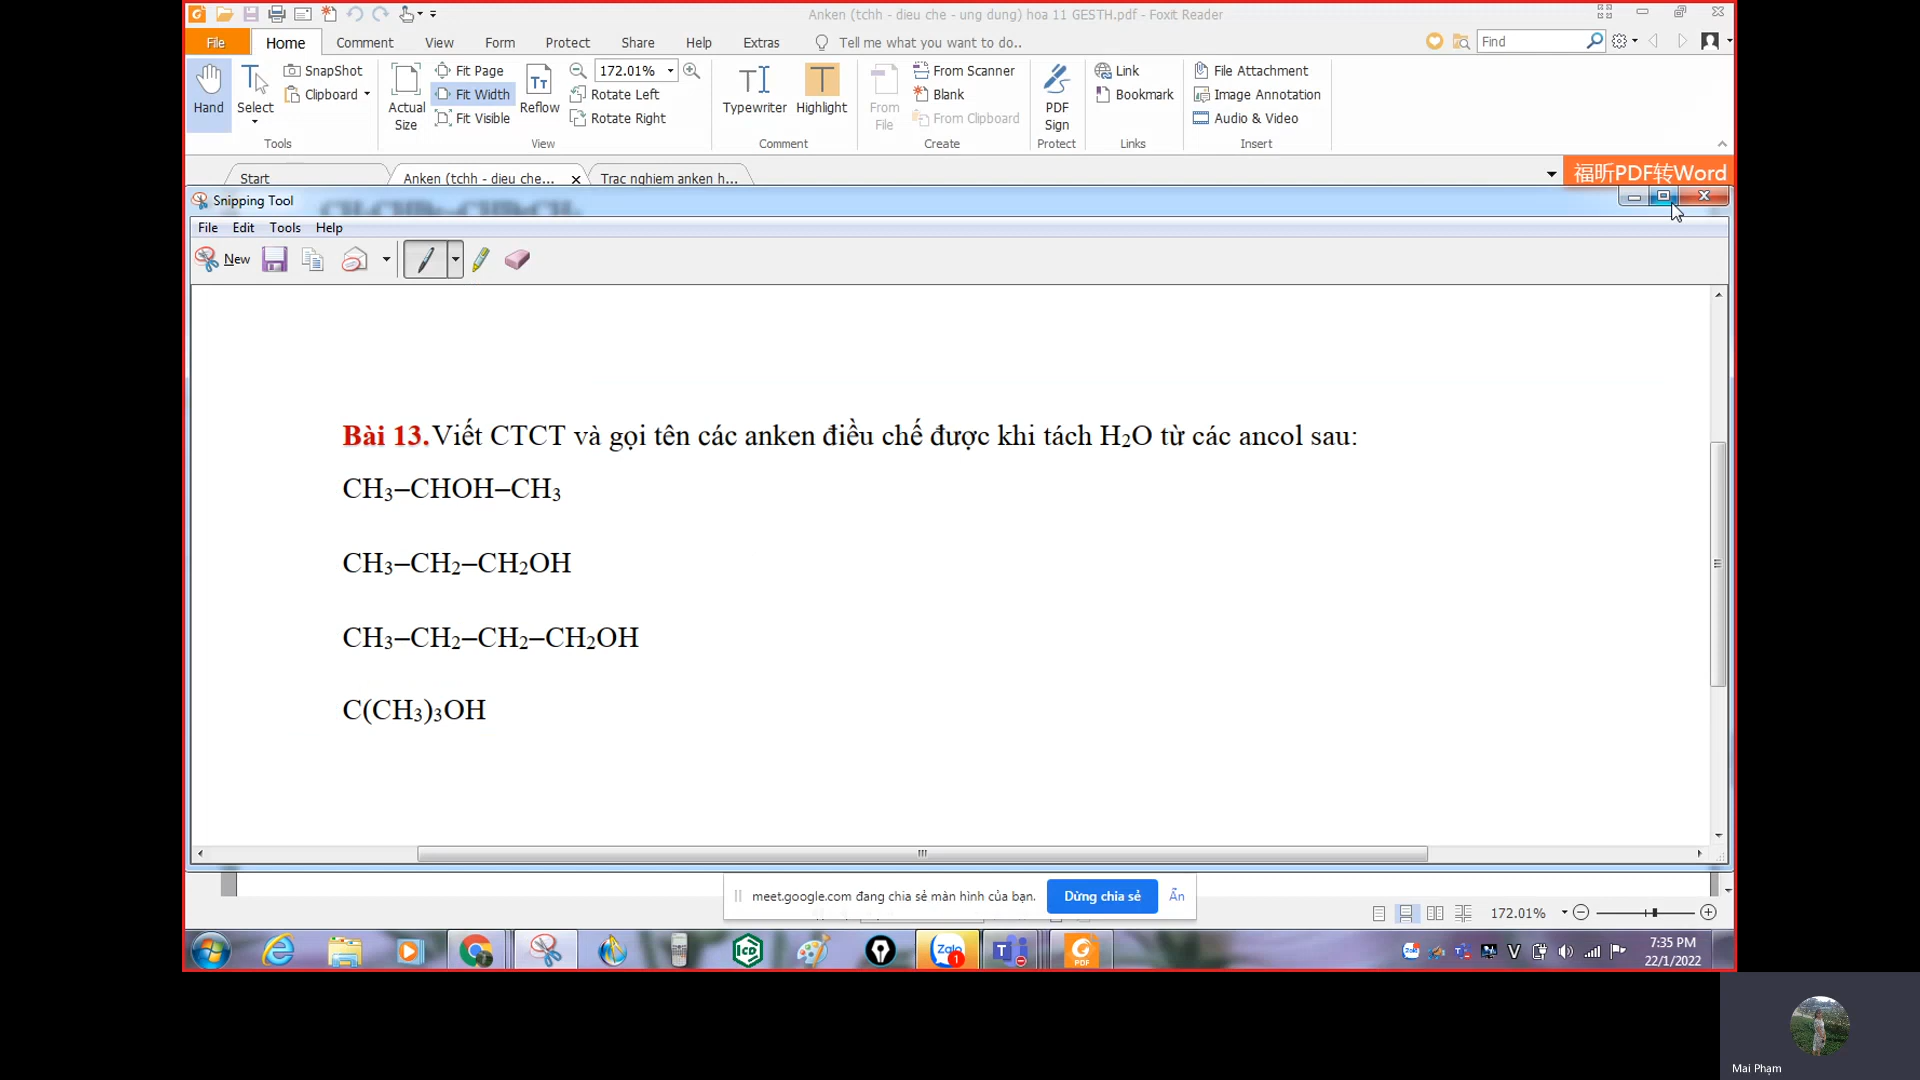 Anken (tchh - dieu che - ung dung) hoa 11 GESTH.pdf - Foxit Reader
File Home Comment View Form Protect Share Help Extras Tell me what you want to do.. Find
Hand Select SnapShot Clipboard Tools
Actual Size Fit Page Fit Width Fit Visible Reflow 172.01% Rotate Left Rotate Right View
Typewriter Highlight Comment
From File From Scanner Blank From Clipboard Create
PDF Sign Protect
Link Bookmark Links
File Attachment Image Annotation Audio & Video Insert
Start Anken (tchh - dieu che... Trac nghiem anken h... 福昕PDF转Word
Snipping Tool
File Edit Tools Help
New
Bài 13. Viết CTCT và gọi tên các anken điều chế được khi tách H₂O từ các ancol sau:
CH₃–CHOH–CH₃
CH₃–CH₂–CH₂OH
CH₃–CH₂–CH₂–CH₂OH
C(CH₃)₃OH
meet.google.com đang chia sẻ màn hình của bạn. Dừng chia sẻ Ẩn
172.01%
Zalo 1
7:35 PM
22/1/2022
Mai Phạm